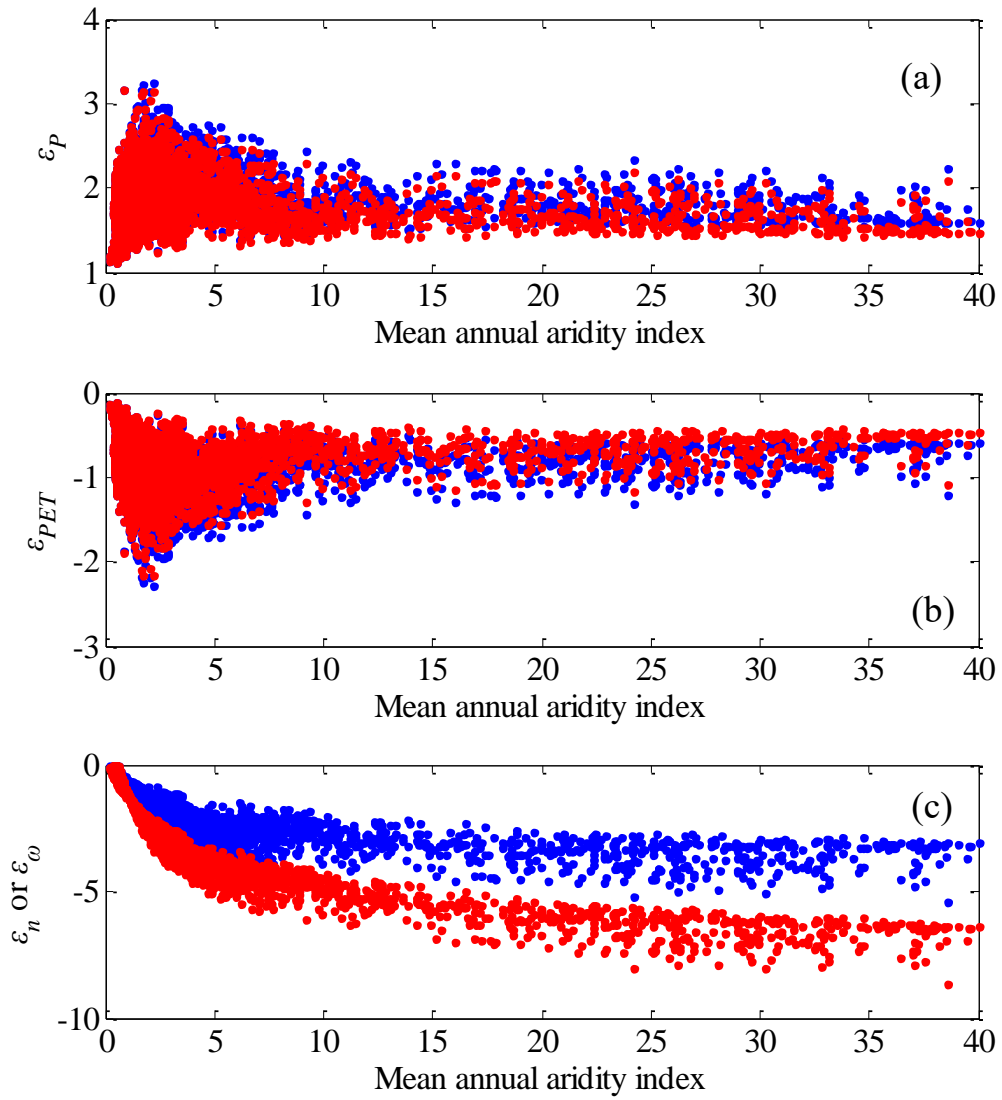 4
3
2
1
ε_P
(a)
0 5 10 15 20 25 30 35 40
Mean annual aridity index
0
-1
-2
-3
ε_PET
(b)
0 5 10 15 20 25 30 35 40
Mean annual aridity index
0
-5
-10
ε_n or ε_ω
(c)
0 5 10 15 20 25 30 35 40
Mean annual aridity index